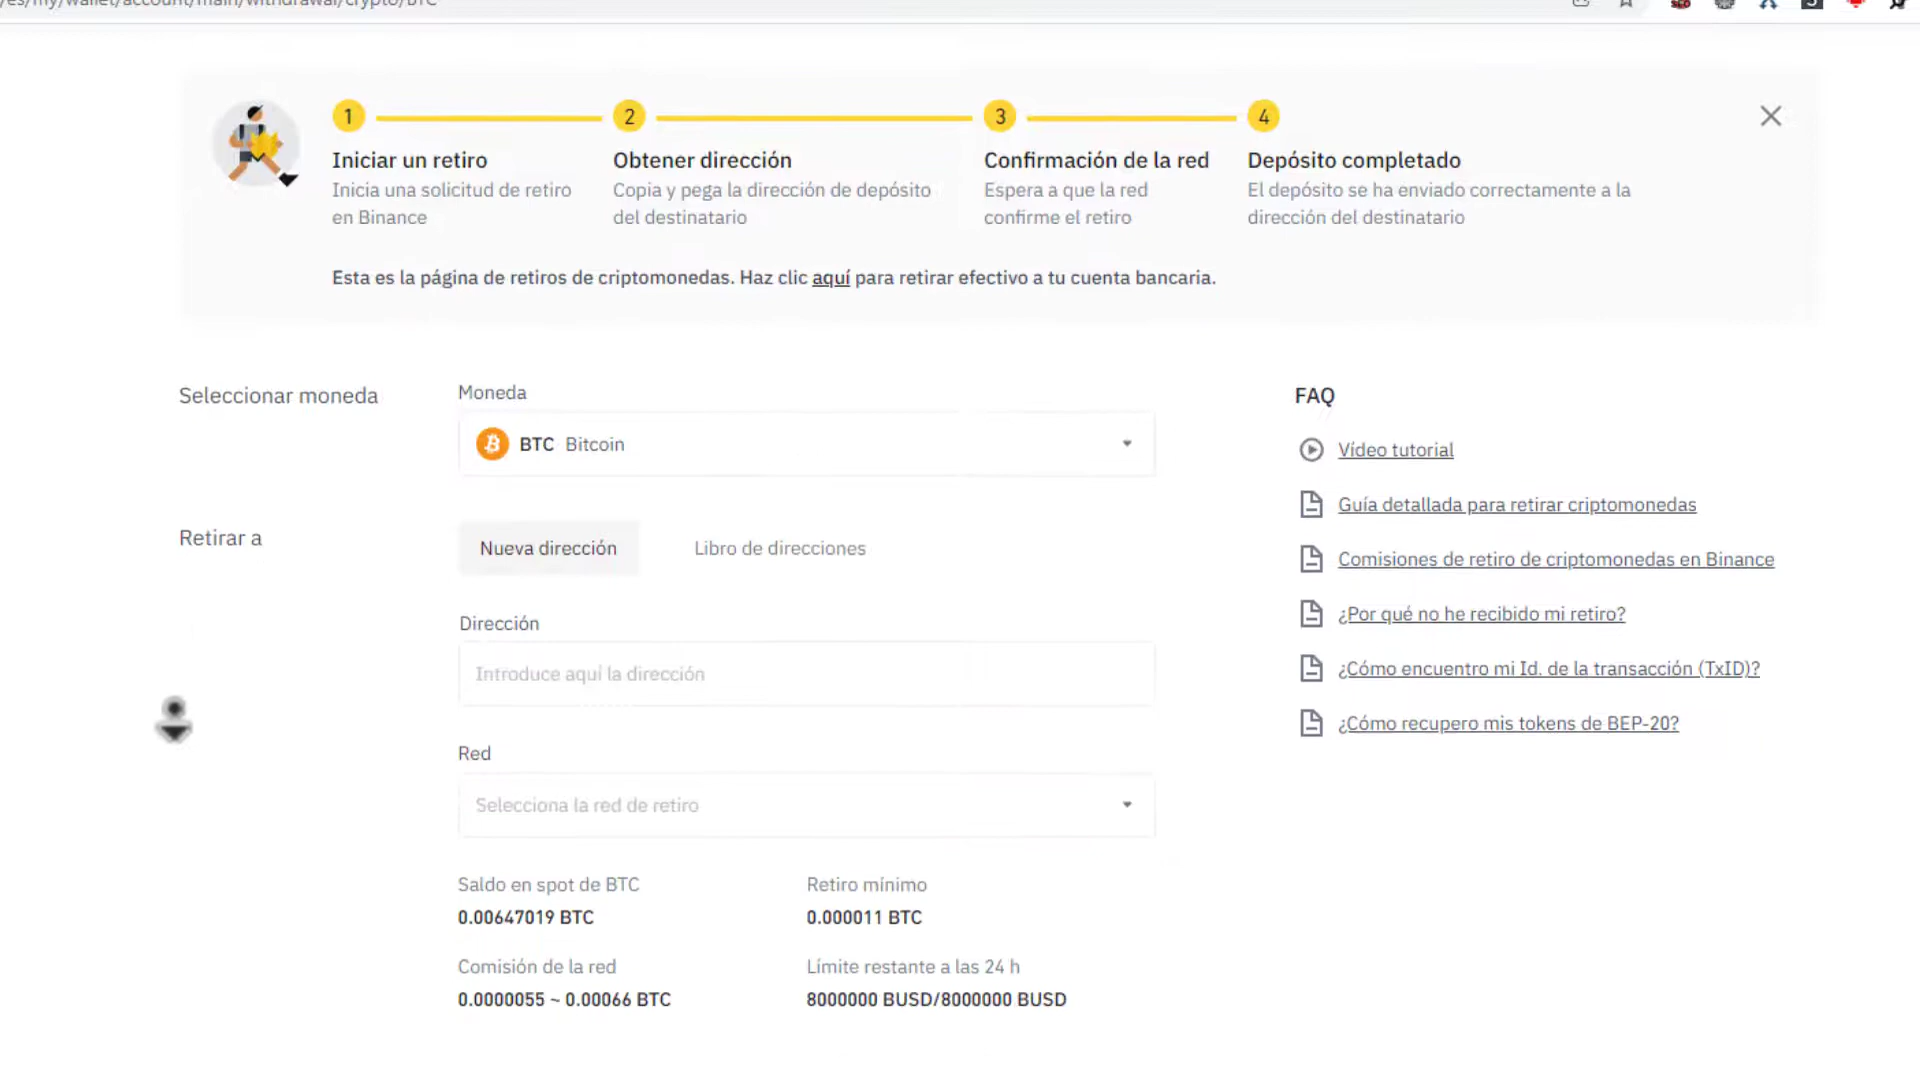 /es/my/wallet/account/main/withdrawal/crypto/BTC
1
2
3
4
Iniciar un retiro
Inicia una solicitud de retiro
en Binance
Obtener dirección
Copia y pega la dirección de depósito
del destinatario
Confirmación de la red
Espera a que la red
confirme el retiro
Depósito completado
El depósito se ha enviado correctamente a la
dirección del destinatario
Esta es la página de retiros de criptomonedas. Haz clic aquí para retirar efectivo a tu cuenta bancaria.
Seleccionar moneda
Moneda
BTC Bitcoin
Retirar a
Nueva dirección
Libro de direcciones
Dirección
Introduce aquí la dirección
Red
Selecciona la red de retiro
Saldo en spot de BTC
0.00647019 BTC
Retiro mínimo
0.000011 BTC
Comisión de la red
0.0000055 ~ 0.00066 BTC
Límite restante a las 24 h
8000000 BUSD/8000000 BUSD
FAQ
Vídeo tutorial
Guía detallada para retirar criptomonedas
Comisiones de retiro de criptomonedas en Binance
¿Por qué no he recibido mi retiro?
¿Cómo encuentro mi Id. de la transacción (TxID)?
¿Cómo recupero mis tokens de BEP-20?